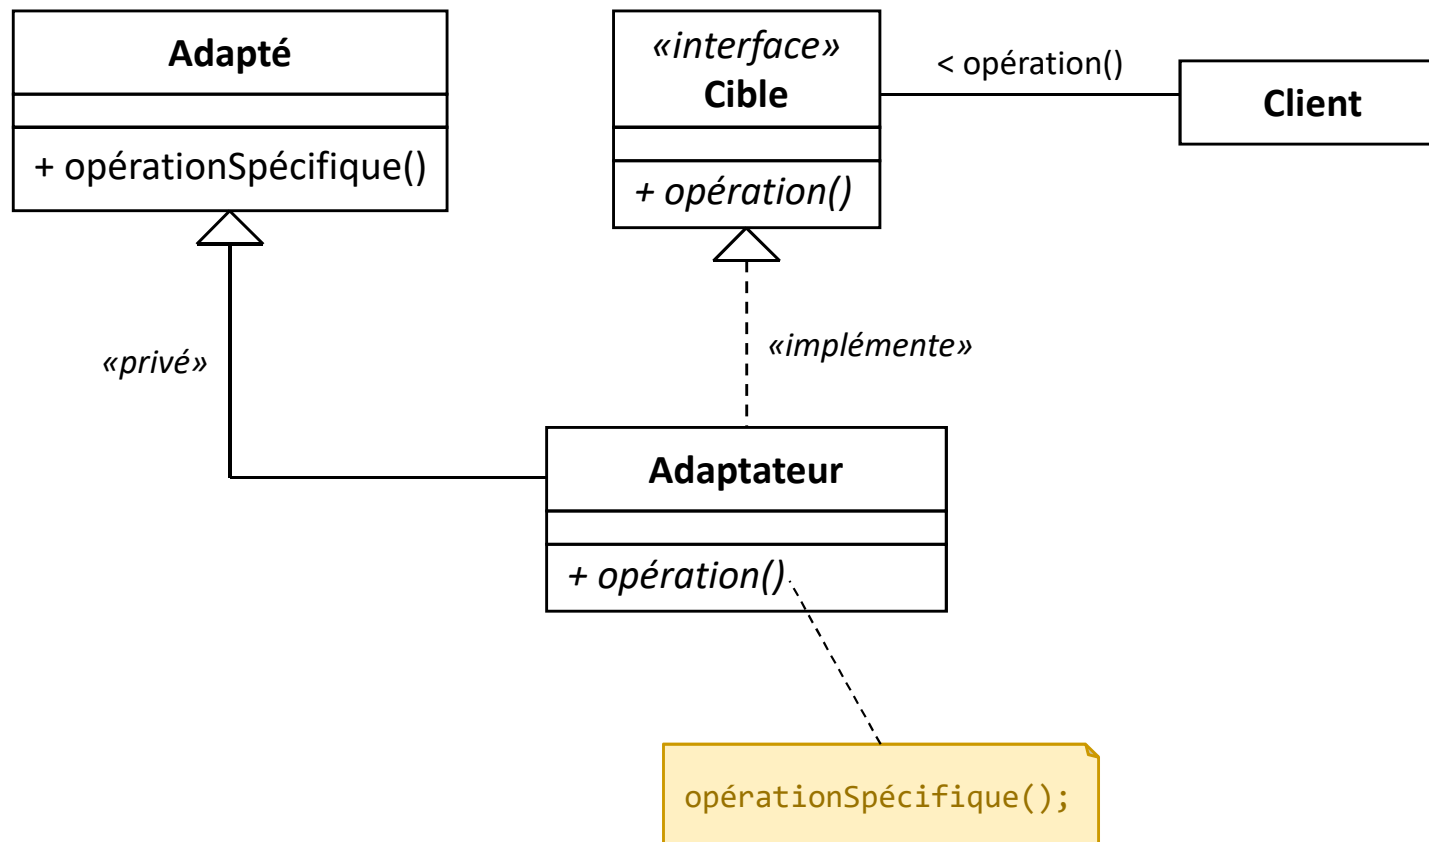 Adapté
+ opérationSpécifique()
«interface»
Cible
+ opération()
< opération()
Client
«privé»
«implémente»
Adaptateur
+ opération()
opérationSpécifique();